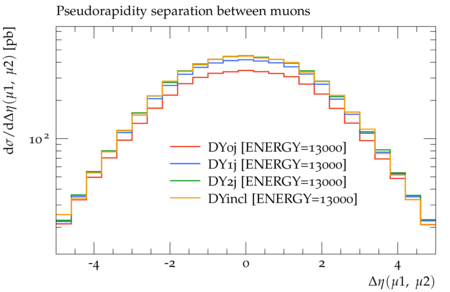 Pseudorapidity separation between muons
dσ/dΔη(μ1, μ2) [pb]
10²
DY0j [ENERGY=13000]
DY1j [ENERGY=13000]
DY2j [ENERGY=13000]
DYincl [ENERGY=13000]
-4 -2 0 2 4
Δη(μ1, μ2)